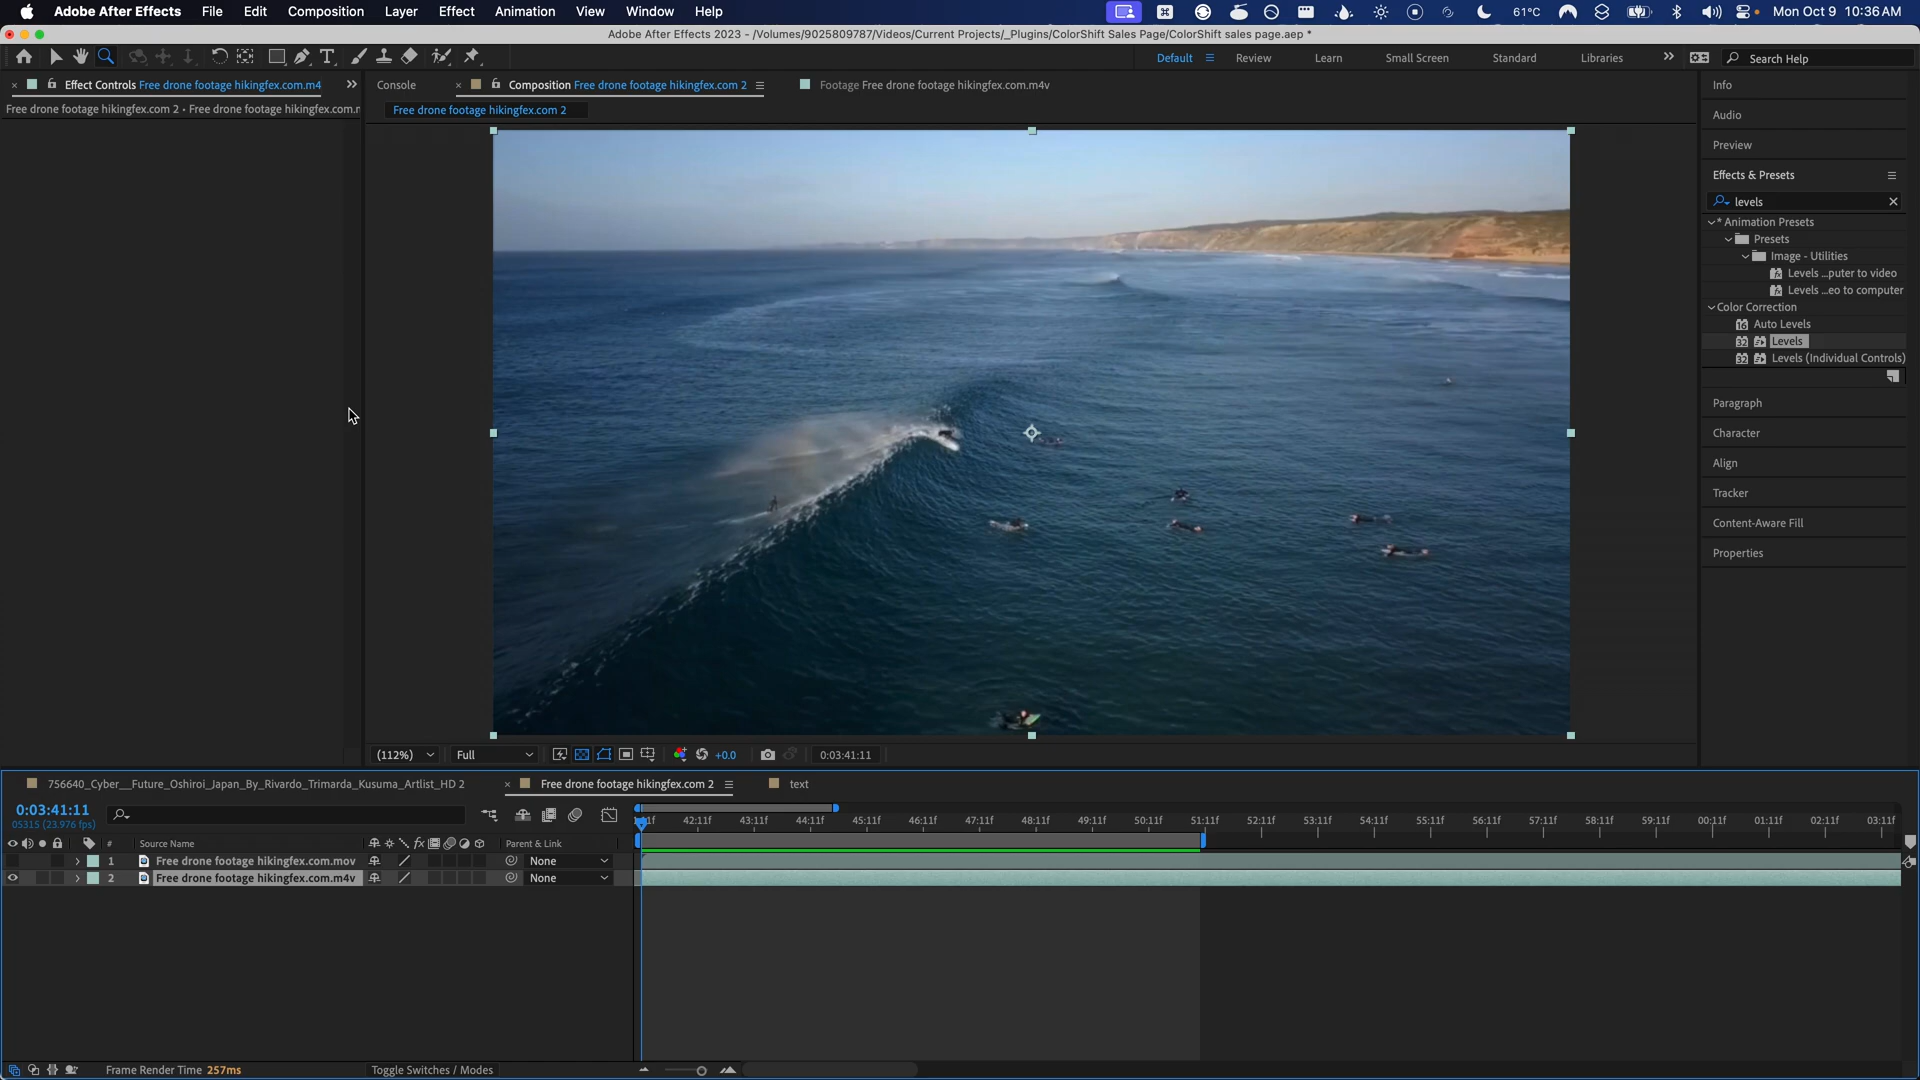 Adobe After Effects File Edit Composition Layer Effect Animation View Window Help 61°C Mon Oct 9 10:36 AM
Adobe After Effects 2023 - /Volumes/9025809787/Videos/Current Projects/_Plugins/ColorShift Sales Page/ColorShift sales page.aep *
Default Review Learn Small Screen Standard Libraries Search Help
Effect Controls Free drone footage hikingfex.com.m4
Console
Composition Free drone footage hikingfex.com 2
Footage Free drone footage hikingfex.com.m4v
Free drone footage hikingfex.com 2 • Free drone footage hikingfex.com.r
Free drone footage hikingfex.com 2
Info
Audio
Preview
Effects & Presets
levels
* Animation Presets
Presets
Image - Utilities
Levels ...puter to video
Levels ...eo to computer
Color Correction
16 Auto Levels
32 Levels
32 Levels (Individual Controls)
Paragraph
Character
Align
Tracker
Content-Aware Fill
Properties
(112%) Full +0.0 0:03:41:11
756640_Cyber__Future_Oshiroi_Japan_By_Rivardo_Trimarda_Kusuma_Artlist_HD 2
Free drone footage hikingfex.com 2
text
0:03:41:11
05315 (23.976 fps)
42:11f 43:11f 44:11f 45:11f 46:11f 47:11f 48:11f 49:11f 50:11f 51:11f 52:11f 53:11f 54:11f 55:11f 56:11f 57:11f 58:11f 59:11f 00:11f 01:11f 02:11f 03:11f
# Source Name fx Parent & Link
1 Free drone footage hikingfex.com.mov None
2 Free drone footage hikingfex.com.m4v None
Frame Render Time 257ms Toggle Switches / Modes